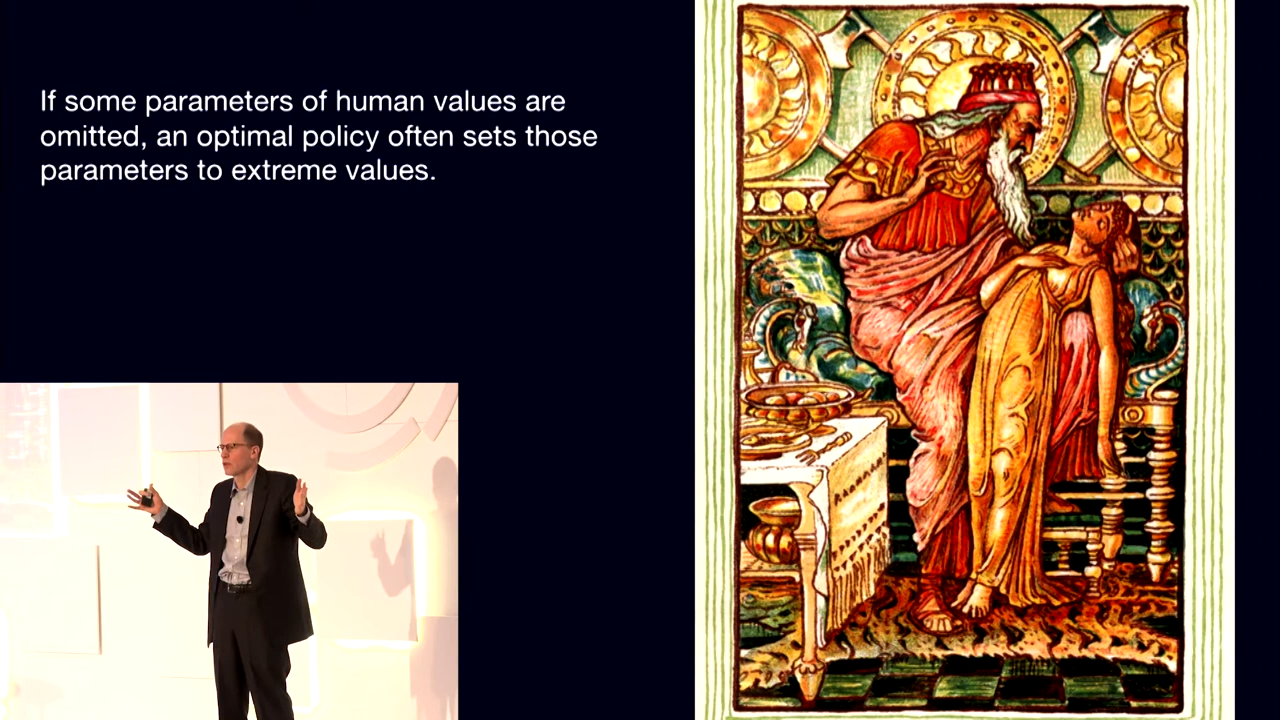 If some parameters of human values are
omitted, an optimal policy often sets those
parameters to extreme values.